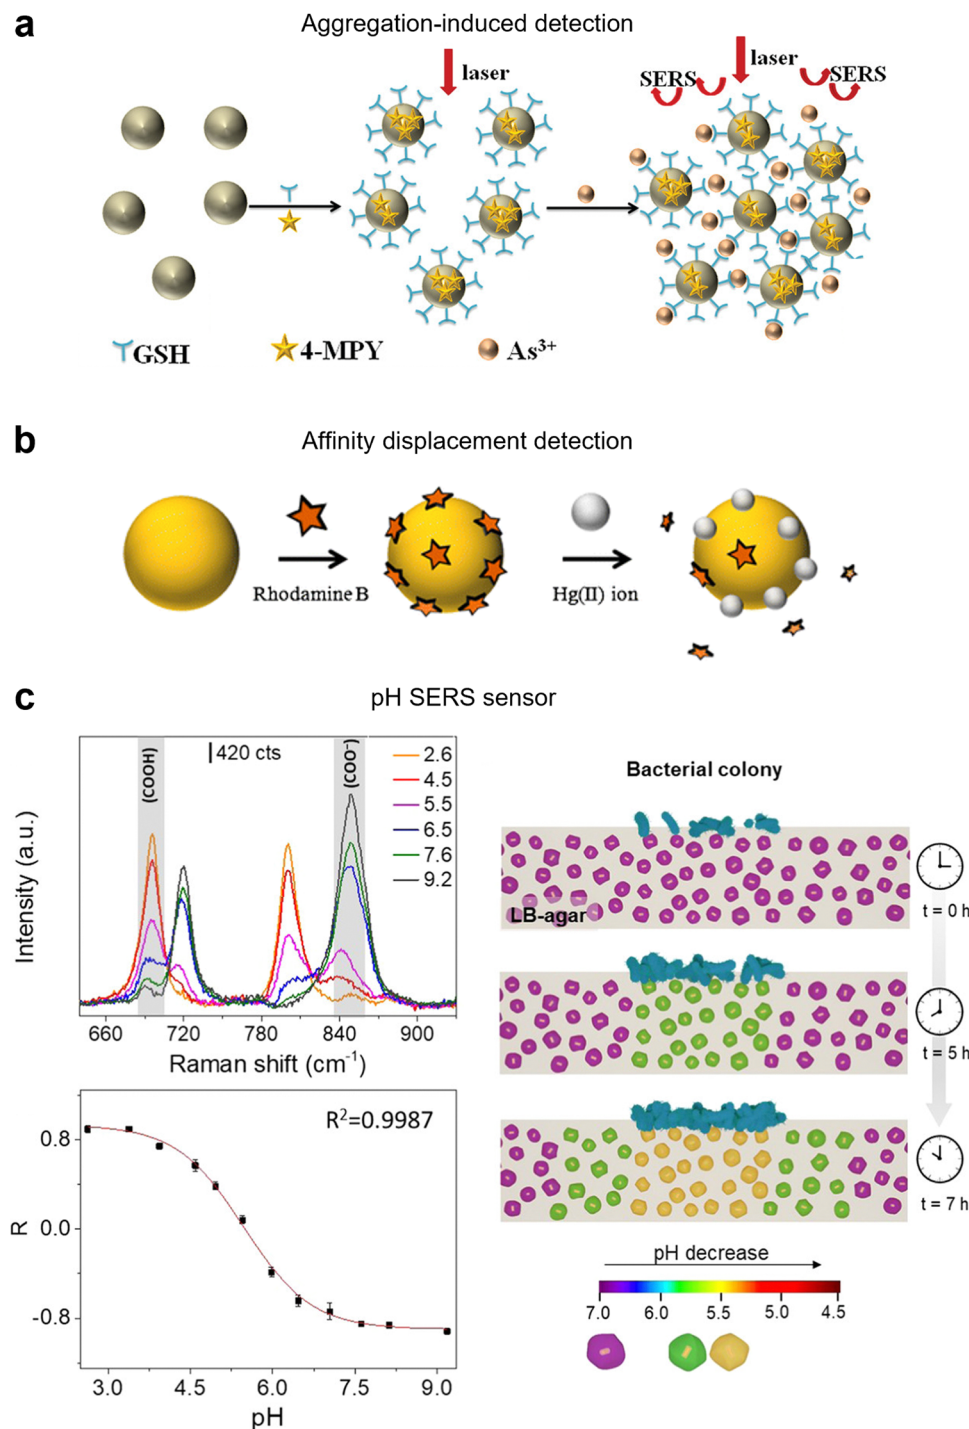 a
Aggregation-induced detection
laser
laser
SERS
SERS
GSH
4-MPY
As³⁺
b
Affinity displacement detection
Rhodamine B
Hg(II) ion
c
pH SERS sensor
(COOH)
420 cts
(COO⁻)
2.6
4.5
5.5
6.5
7.6
9.2
Intensity (a.u.)
660 720 780 840 900
Raman shift (cm⁻¹)
R²=0.9987
0.8
0.0
-0.8
R
3.0 4.5 6.0 7.5 9.0
pH
Bacterial colony
LB-agar
t = 0 h
t = 5 h
t = 7 h
pH decrease
7.0 6.0 5.5 5.0 4.5